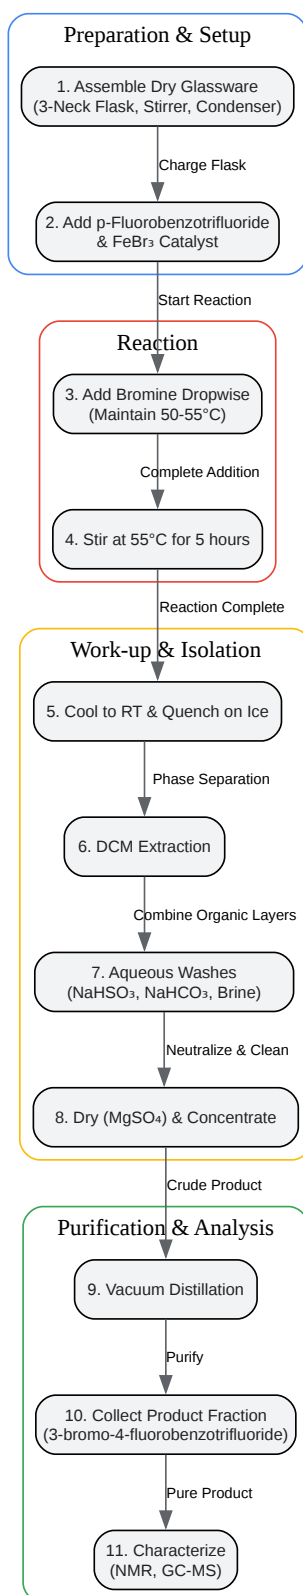 Preparation & Setup
1. Assemble Dry Glassware
(3-Neck Flask, Stirrer, Condenser)
Charge Flask
2. Add p-Fluorobenzotrifluoride
& FeBr₃ Catalyst
Start Reaction
Reaction
3. Add Bromine Dropwise
(Maintain 50-55°C)
Complete Addition
4. Stir at 55°C for 5 hours
Reaction Complete
Work-up & Isolation
5. Cool to RT & Quench on Ice
Phase Separation
6. DCM Extraction
Combine Organic Layers
7. Aqueous Washes
(NaHSO₃, NaHCO₃, Brine)
Neutralize & Clean
8. Dry (MgSO₄) & Concentrate
Crude Product
Purification & Analysis
9. Vacuum Distillation
Purify
10. Collect Product Fraction
(3-bromo-4-fluorobenzotrifluoride)
Pure Product
11. Characterize
(NMR, GC-MS)